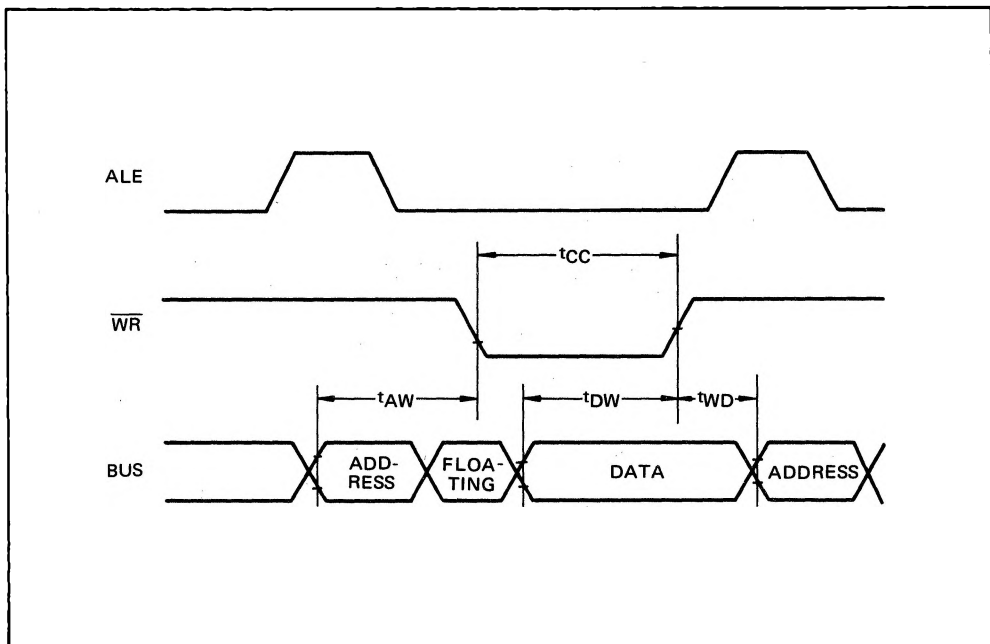 ALE
tCC
WR
tAW
tDW
tWD
BUS
ADD-
RESS
FLOA-
TING
DATA
ADDRESS